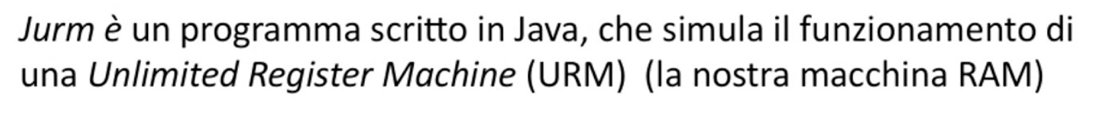 Jurm è un programma scritto in Java, che simula il funzionamento di
una Unlimited Register Machine (URM) (la nostra macchina RAM)